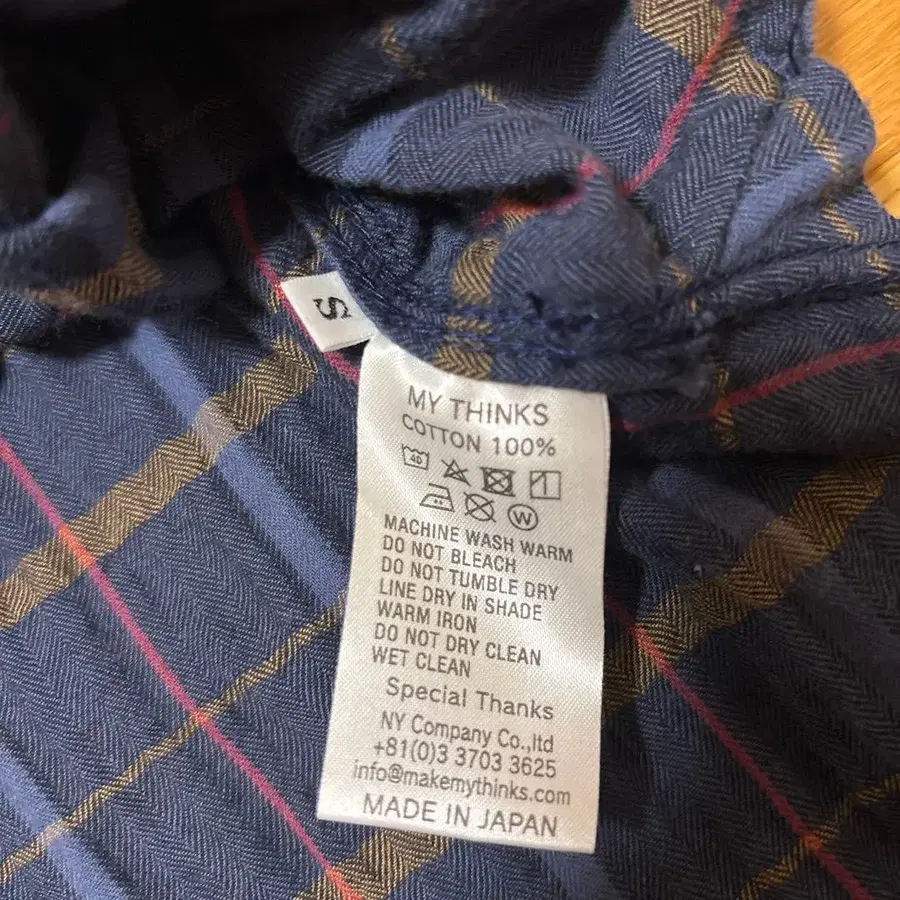 S
MY THINKS
COTTON 100%
40
W
MACHINE WASH WARM
DO NOT BLEACH
DO NOT TUMBLE DRY
LINE DRY IN SHADE
WARM IRON
DO NOT DRY CLEAN
WET CLEAN
Special Thanks
NY Company Co.,ltd
+81(0)3 3703 3625
info@makemythinks.com
MADE IN JAPAN